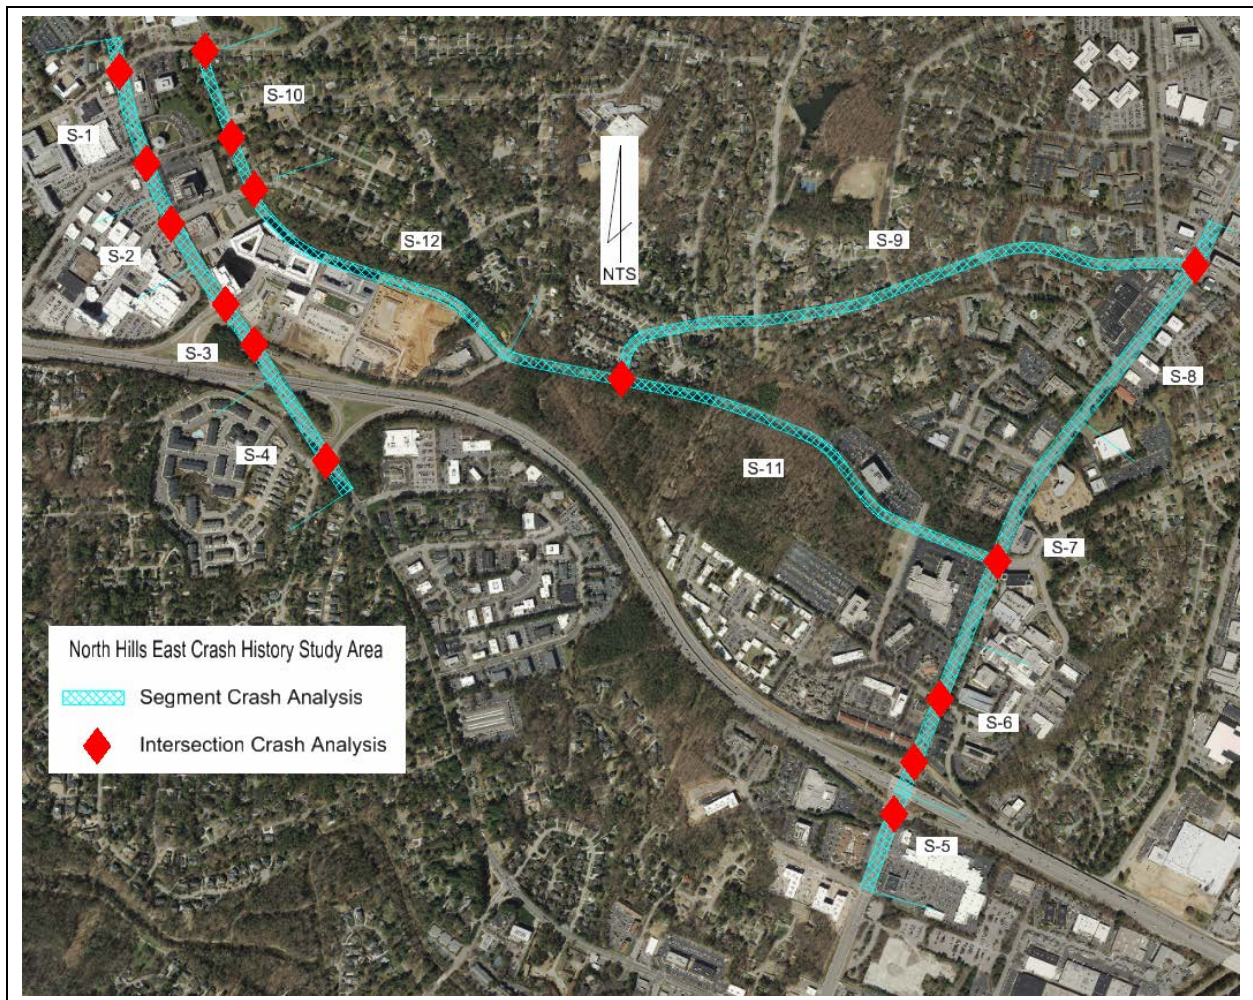 S-10
S-1
S-12
S-9
S-2
NTS
S-3
S-8
S-4
S-11
S-7
North Hills East Crash History Study Area
Segment Crash Analysis
Intersection Crash Analysis
S-6
S-5